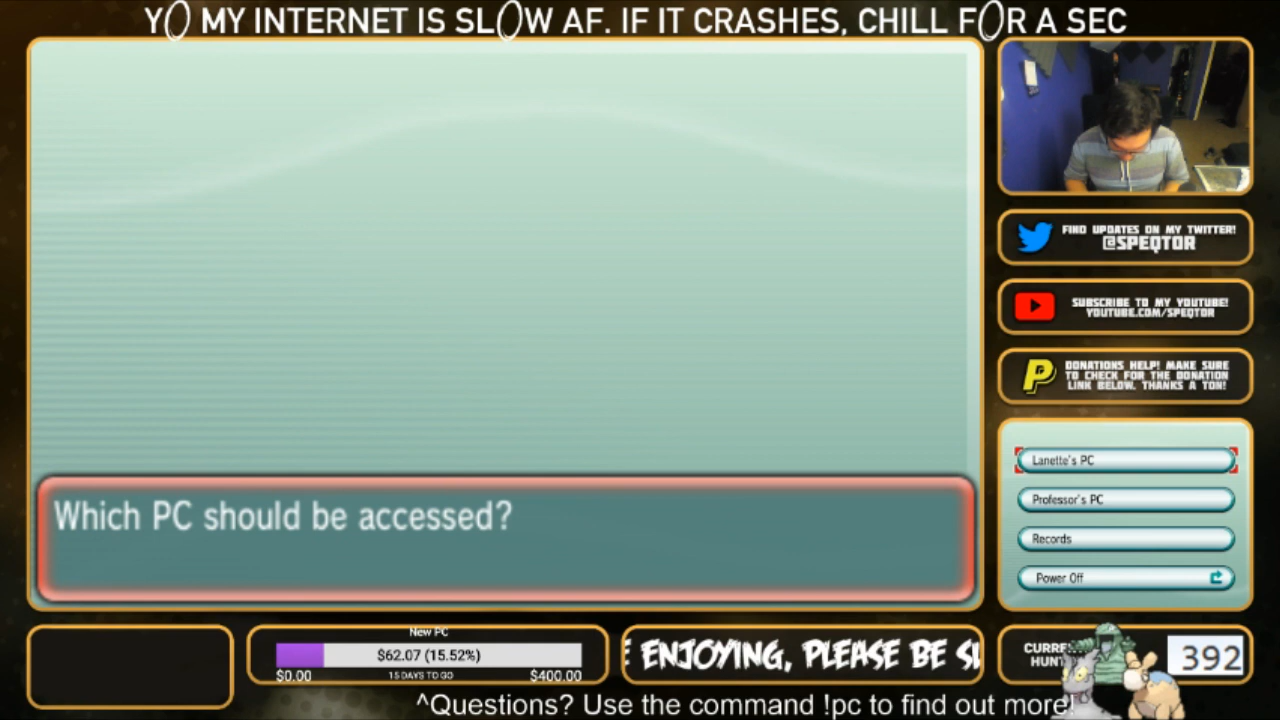 YO MY INTERNET IS SLOW AF. IF IT CRASHES, CHILL FOR A SEC
FIND UPDATES ON MY TWITTER!
@SPEQTOR
SUBSCRIBE TO MY YOUTUBE!
YOUTUBE.COM/SPEQTOR
DONATIONS HELP! MAKE SURE
TO CHECK FOR THE DONATION
LINK BELOW. THANKS A TON!
Lanette's PC
Professor's PC
Records
Power Off
Which PC should be accessed?
New PC
$62.07 (15.52%)
$0.00
15 DAYS TO GO
$400.00
ENJOYING, PLEASE BE
392
^Questions? Use the command !pc to find out more!